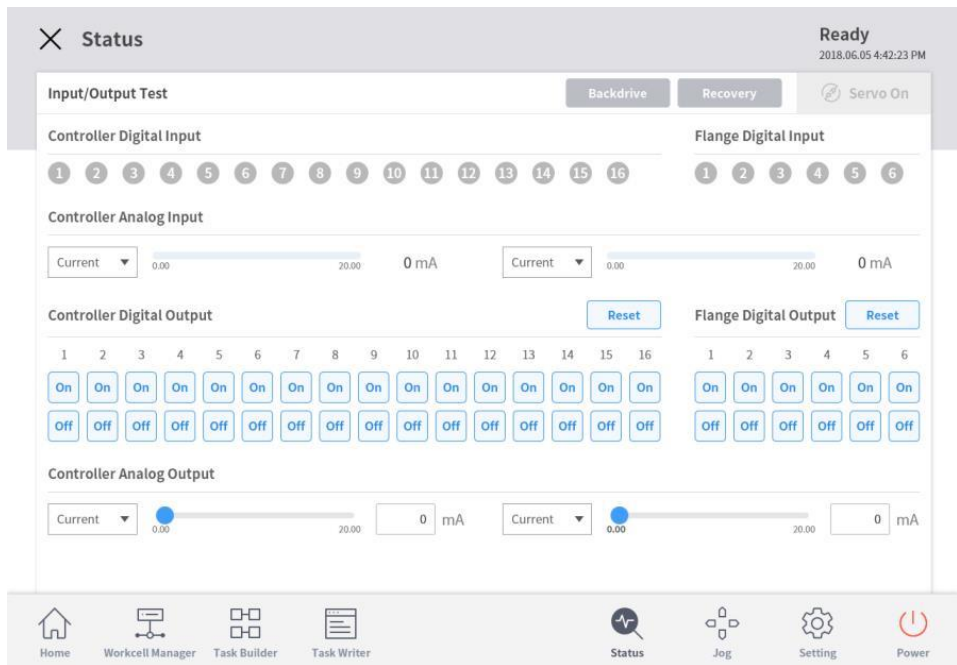 Status
Ready
2018.06.05 4:42:23 PM
Input/Output Test
Backdrive
Recovery
Servo On
Controller Digital Input
Flange Digital Input
1 2 3 4 5 6 7 8 9 10 11 12 13 14 15 16
1 2 3 4 5 6
Controller Analog Input
Current 0.00 20.00 0 mA
Current 0.00 20.00 0 mA
Controller Digital Output
Reset
Flange Digital Output
Reset
1 2 3 4 5 6 7 8 9 10 11 12 13 14 15 16
1 2 3 4 5 6
On On On On On On On On On On On On On On On On
On On On On On On
Off Off Off Off Off Off Off Off Off Off Off Off Off Off Off Off
Off Off Off Off Off Off
Controller Analog Output
Current 0.00 20.00 0 mA
Current 0.00 20.00 0 mA
Home
Workcell Manager
Task Builder
Task Writer
Status
Jog
Setting
Power